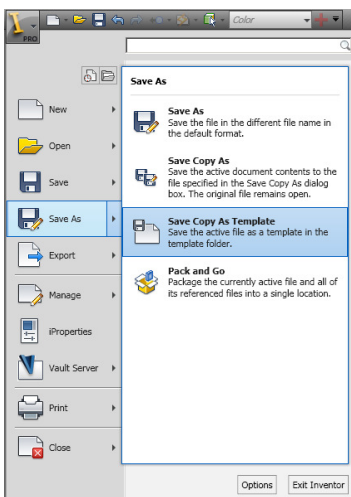 PRO
Color
Save As
New
Open
Save
Save As
Export
Manage
iProperties
Vault Server
Print
Close
Save As
Save the file in the different file name in
the default format.
Save Copy As
Save the active document contents to the
file specified in the Save Copy As dialog
box. The original file remains open.
Save Copy As Template
Save the active file as a template in the
template folder.
Pack and Go
Package the currently active file and all of
its referenced files into a single location.
Options
Exit Inventor